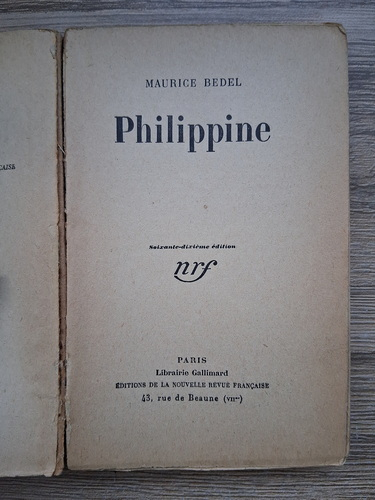 CAISE
MAURICE BEDEL
Philippine
Soixante-dixième édition
nrf
PARIS
Librairie Gallimard
ÉDITIONS DE LA NOUVELLE REVUE FRANÇAISE
43, rue de Beaune (VIIme)